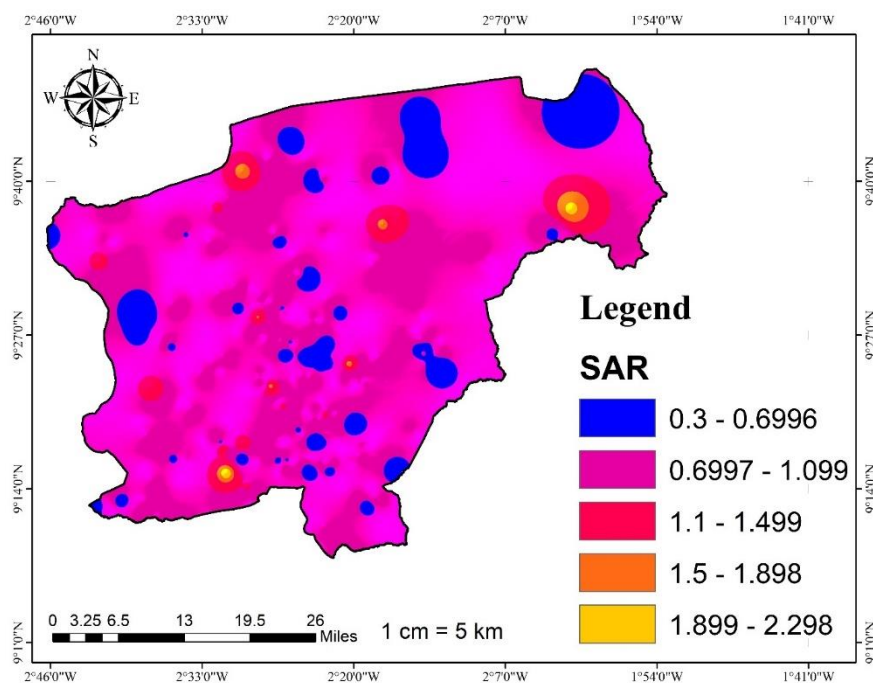 2°46'0"W 2°33'0"W 2°20'0"W 2°7'0"W 1°54'0"W 1°41'0"W
N
W E
S
9°40'0"N 9°40'0"N
9°27'0"N 9°27'0"N
9°14'0"N 9°14'0"N
9°1'0"N 9°1'0"N
Legend
SAR
0.3 - 0.6996
0.6997 - 1.099
1.1 - 1.499
1.5 - 1.898
1.899 - 2.298
0 3.25 6.5 13 19.5 26
Miles
1 cm = 5 km
2°46'0"W 2°33'0"W 2°20'0"W 2°7'0"W 1°54'0"W 1°41'0"W